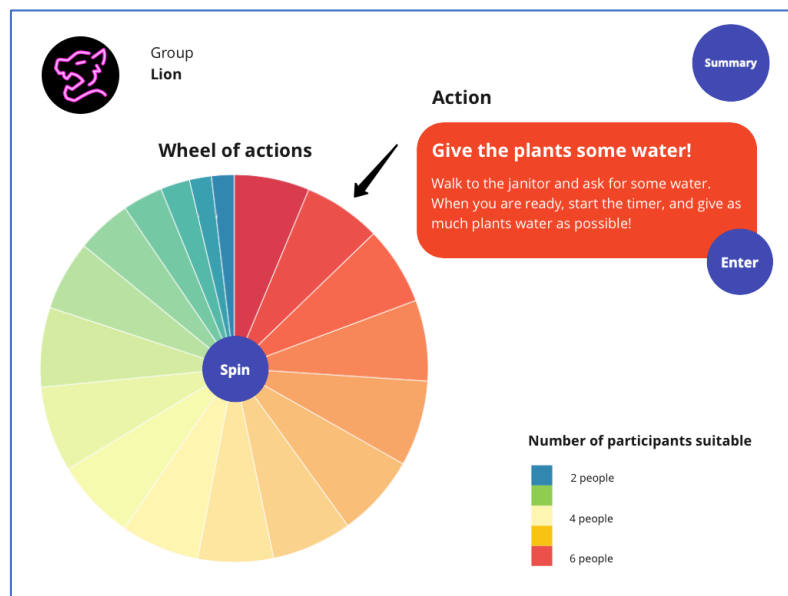 Group
Lion
Summary
Action
Wheel of actions
Give the plants some water!
Walk to the janitor and ask for some water.
When you are ready, start the timer, and give as
much plants water as possible!
Enter
Spin
Number of participants suitable
2 people
4 people
6 people